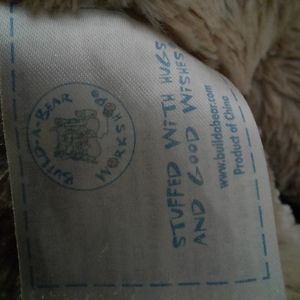 BUILD-A-BEAR
WORKSHOP
STUFFED WITH HUGS
AND GOOD WISHES
www.buildabear.com
Product of China